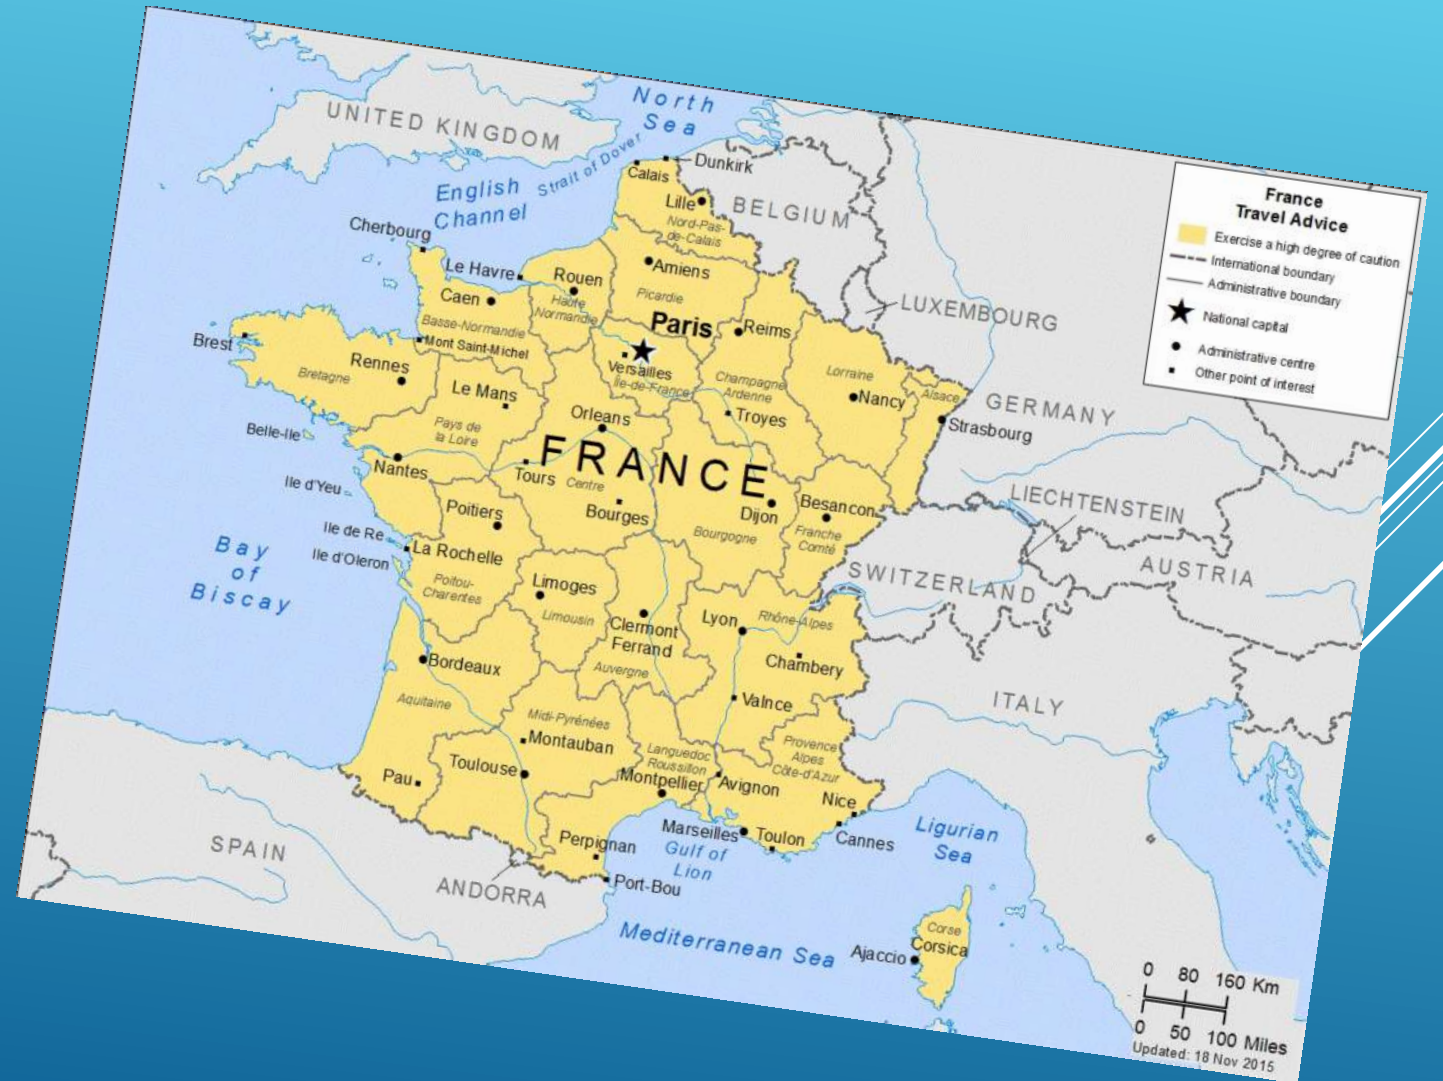 UNITED KINGDOM
North
Sea
Strait of Dover
English
Channel
Dunkirk
Calais
Lille
Nord-Pas-
de-Calais
BELGIUM
Cherbourg
Le Havre
Rouen
Amiens
Caen
Haute
Normandie
Picardie
LUXEMBOURG
Basse-Normandie
Paris
Reims
Brest
Mont Saint-Michel
Versailles
Île-de-France
Rennes
Bretagne
Le Mans
Champagne
Ardenne
Lorraine
Nancy
Alsace
GERMANY
Strasbourg
Belle-Ile
Pays de
la Loire
Orleans
Troyes
FRANCE
Nantes
Tours
Centre
Ile d'Yeu
Poitiers
Bourges
Dijon
Besancon
Bourgogne
Franche
Comté
LIECHTENSTEIN
AUSTRIA
SWITZERLAND
Ile de Re
Ile d'Oleron
La Rochelle
Bay
of
Biscay
Poitou-
Charentes
Limoges
Limousin
Clermont
Ferrand
Auvergne
Lyon
Rhône-Alpes
Chambery
Bordeaux
Aquitaine
Valnce
ITALY
Midi-Pyrénées
Montauban
Languedoc
Roussillon
Provence
Alpes
Côte-d'Azur
Toulouse
Pau
Montpellier
Avignon
Nice
Cannes
Marseilles
Toulon
Gulf of
Lion
Ligurian
Sea
Perpignan
Port-Bou
SPAIN
ANDORRA
Mediterranean Sea
Corse
Corsica
Ajaccio
France
Travel Advice
Exercise a high degree of caution
International boundary
Administrative boundary
National capital
Administrative centre
Other point of interest
0 80 160 Km
0 50 100 Miles
Updated: 18 Nov 2015